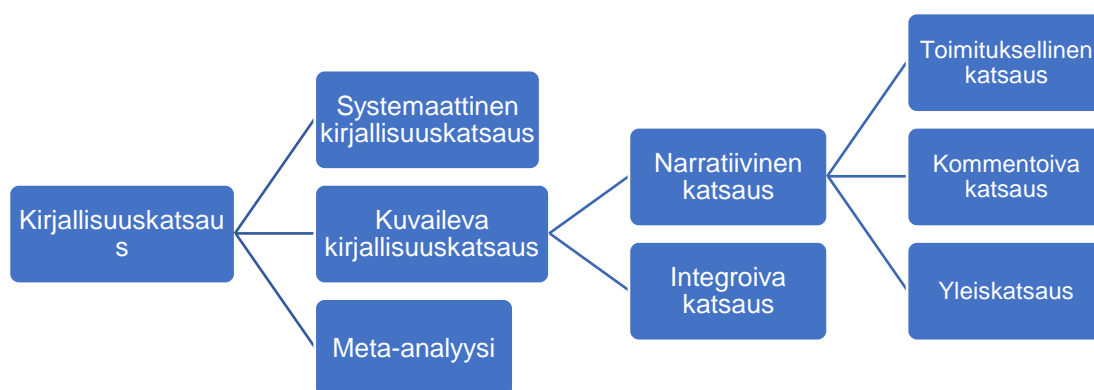 Kirjallisuuskatsau
s
Systemaattinen
kirjallisuuskatsaus
Kuvaileva
kirjallisuuskatsaus
Meta-analyysi
Narratiivinen
katsaus
Integroiva
katsaus
Toimituksellinen
katsaus
Kommentoiva
katsaus
Yleiskatsaus